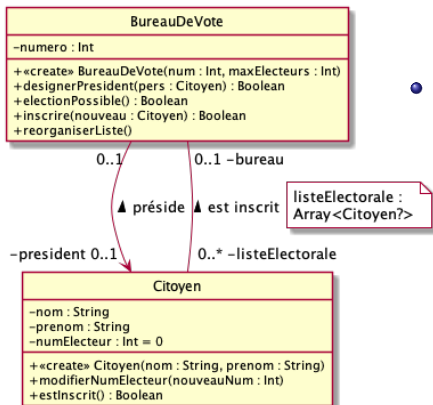 BureauDeVote
-numero : Int
+«create» BureauDeVote(num : Int, maxElecteurs : Int)
+designerPresident(pers : Citoyen) : Boolean
+electionPossible() : Boolean
+inscrire(nouveau : Citoyen) : Boolean
+reorganiserListe()
0..1 0..1 -bureau
préside est inscrit
listeElectorale :
Array<Citoyen?>
-president 0..1 0..* -listeElectorale
Citoyen
-nom : String
-prenom : String
-numElecteur : Int = 0
+«create» Citoyen(nom : String, prenom : String)
+modifierNumElecteur(nouveauNum : Int)
+estInscrit() : Boolean